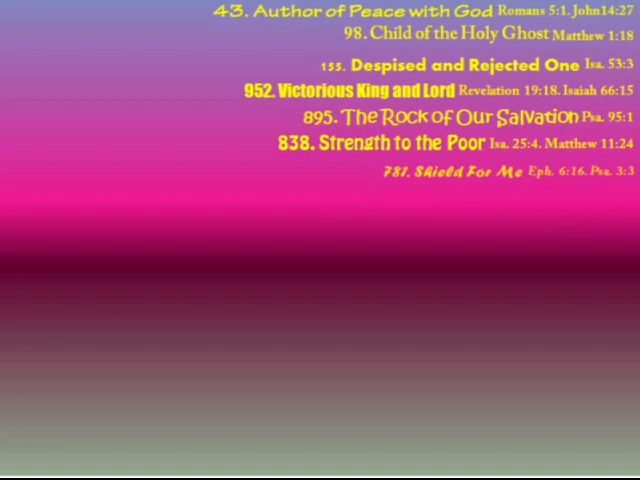 43. Author of Peace with God Romans 5:1. John14:27
98. Child of the Holy Ghost Matthew 1:18
155. Despised and Rejected One Isa. 53:3
952. Victorious King and Lord Revelation 19:18. Isaiah 66:15
895. The Rock of Our Salvation Psa. 95:1
838. Strength to the Poor Isa. 25:4. Matthew 11:24
781. Shield For Me Eph. 6:16. Psa. 3:3